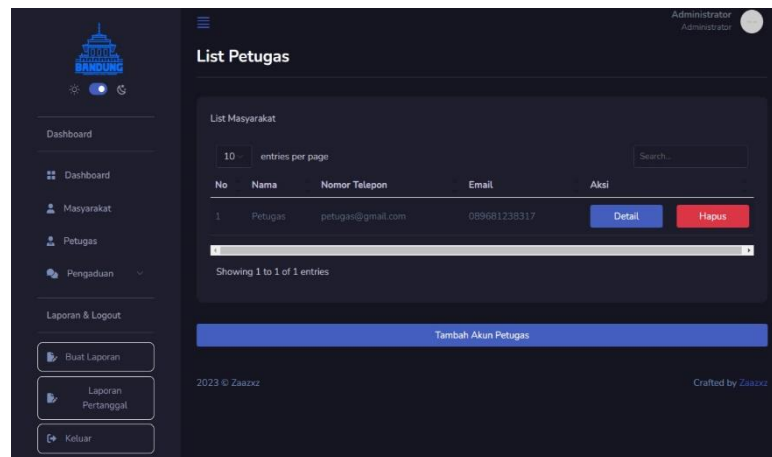 BANDUNG
Dashboard
Dashboard
Masyarakat
Petugas
Pengaduan
Laporan & Logout
Buat Laporan
Laporan
Pertanggal
Keluar
Administrator
Administrator
List Petugas
List Masyarakat
10 entries per page
Search..
No Nama Nomor Telepon Email Aksi
1 Petugas petugas@gmail.com 089681238317 Detail Hapus
Showing 1 to 1 of 1 entries
Tambah Akun Petugas
2023 © Zaazxz
Crafted by Zaazxz